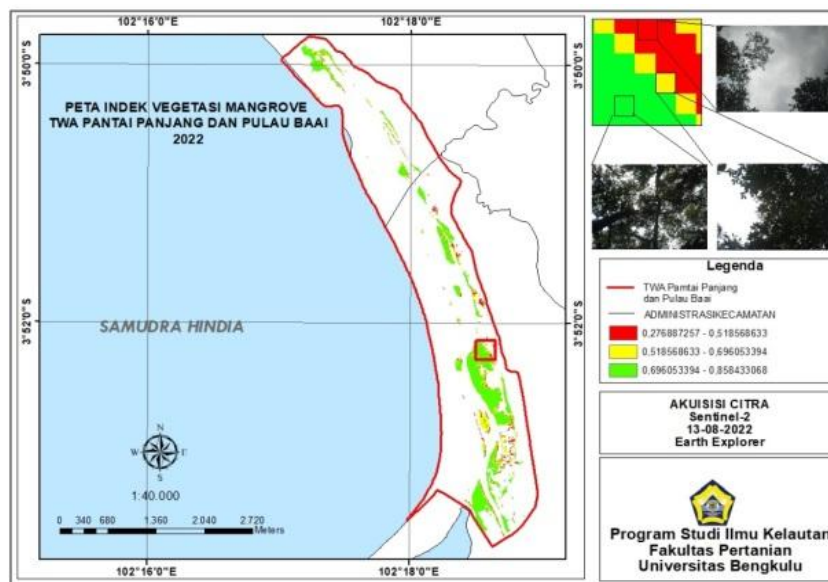 102°16'0"E
102°18'0"E
3°50'0"S
3°50'0"S
PETA INDEK VEGETASI MANGROVE
TWA PANTAI PANJANG DAN PULAU BAAI
2022
3°52'0"S
3°52'0"S
SAMUDRA HINDIA
N
W
E
S
1:40.000
0 340 680 1.360 2.040 2.720
Meters
102°16'0"E
102°18'0"E
Legenda
TWA Pamtai Panjang
dan Pulau Baai
ADMINISTRASIKECAMATAN
0,276887257 - 0,518568633
0,518568633 - 0,696053394
0,696053394 - 0,858433068
AKUISISI CITRA
Sentinel-2
13-08-2022
Earth Explorer
Program Studi Ilmu Kelautan
Fakultas Pertanian
Universitas Bengkulu